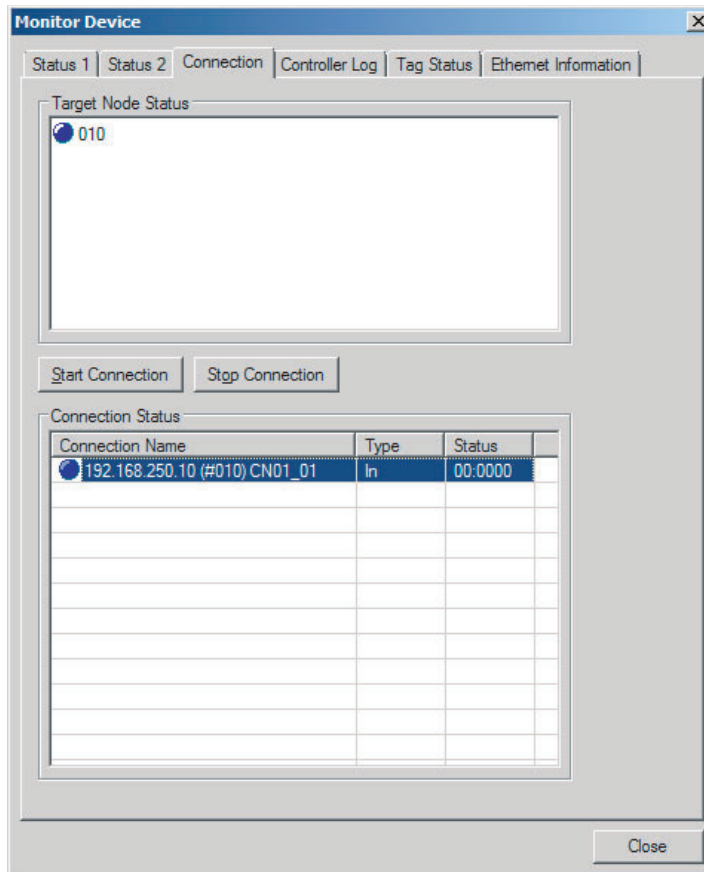 Monitor Device
Status 1 Status 2 Connection Controller Log Tag Status Ethernet Information
Target Node Status
010
Start Connection Stop Connection
Connection Status
Connection Name Type Status
192.168.250.10 (#010) CN01_01 In 00:0000
Close